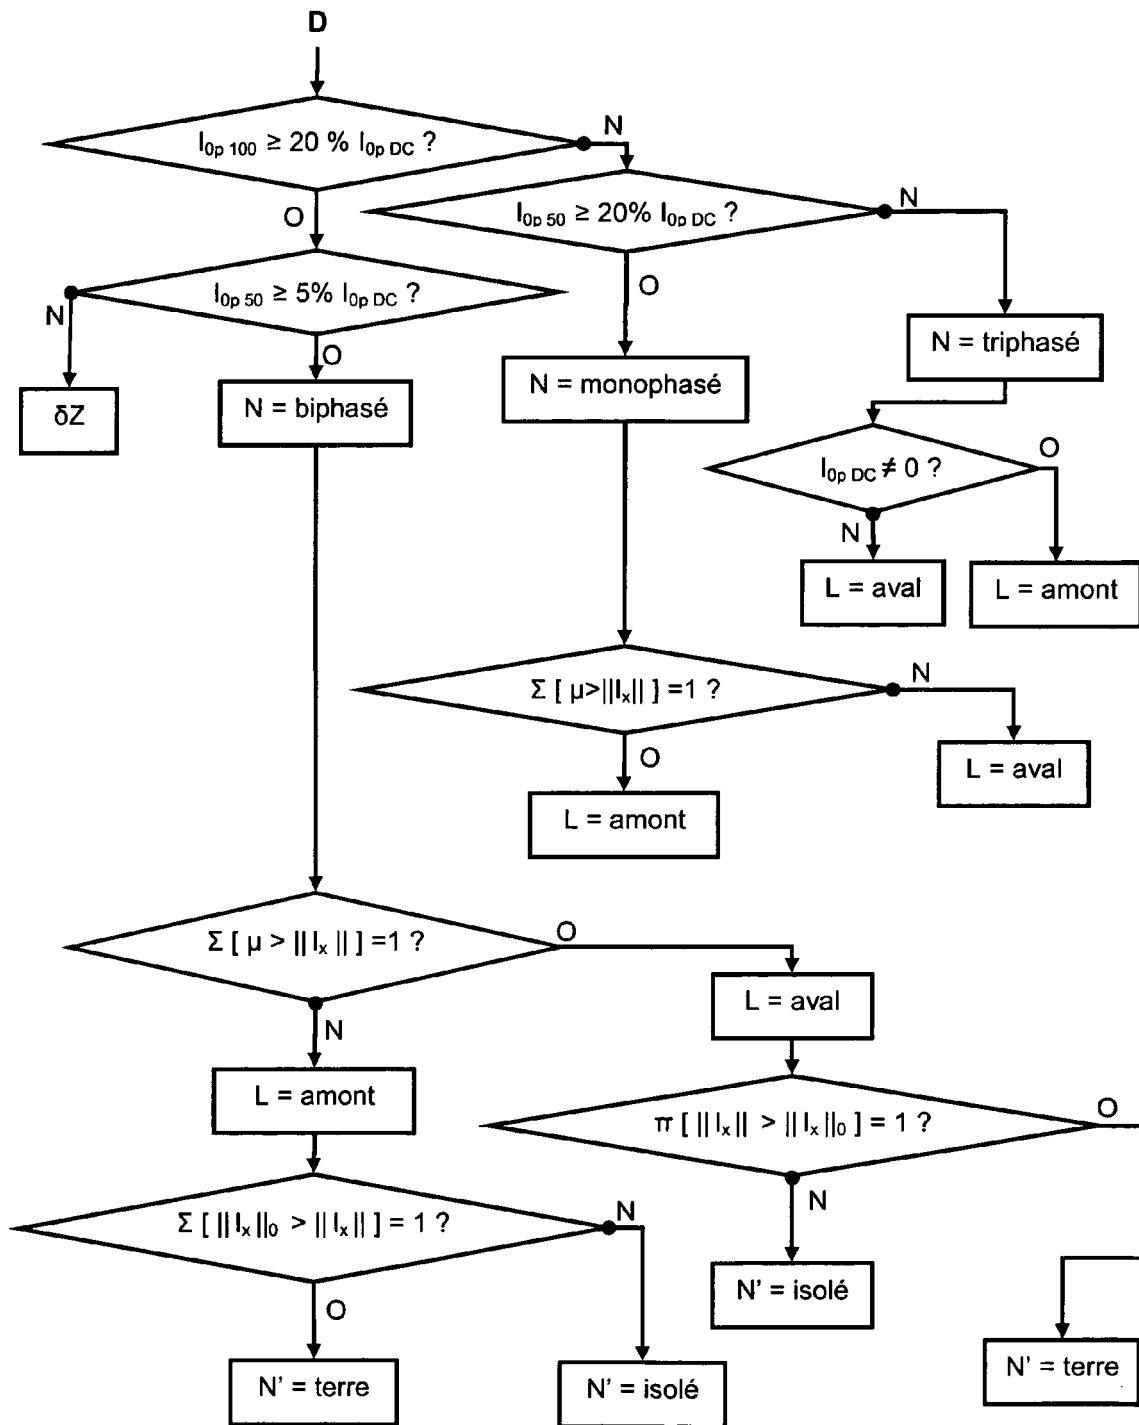 D
I0p 100 ≥ 20 % I0p DC ?
N
O
I0p 50 ≥ 20% I0p DC ?
N
O
I0p 50 ≥ 5% I0p DC ?
N
O
δZ
N = biphasé
N = monophasé
N = triphasé
I0p DC ≠ 0 ?
O
N
L = aval
L = amont
Σ [ µ>||Ix|| ] =1 ?
N
O
L = aval
L = amont
Σ [ µ > || Ix || ] =1 ?
O
N
L = aval
L = amont
π [ || Ix || > || Ix ||0 ] = 1 ?
O
N
Σ [ || Ix ||0 > || Ix || ] = 1 ?
N
O
N' = isolé
N' = terre
N' = terre
N' = isolé